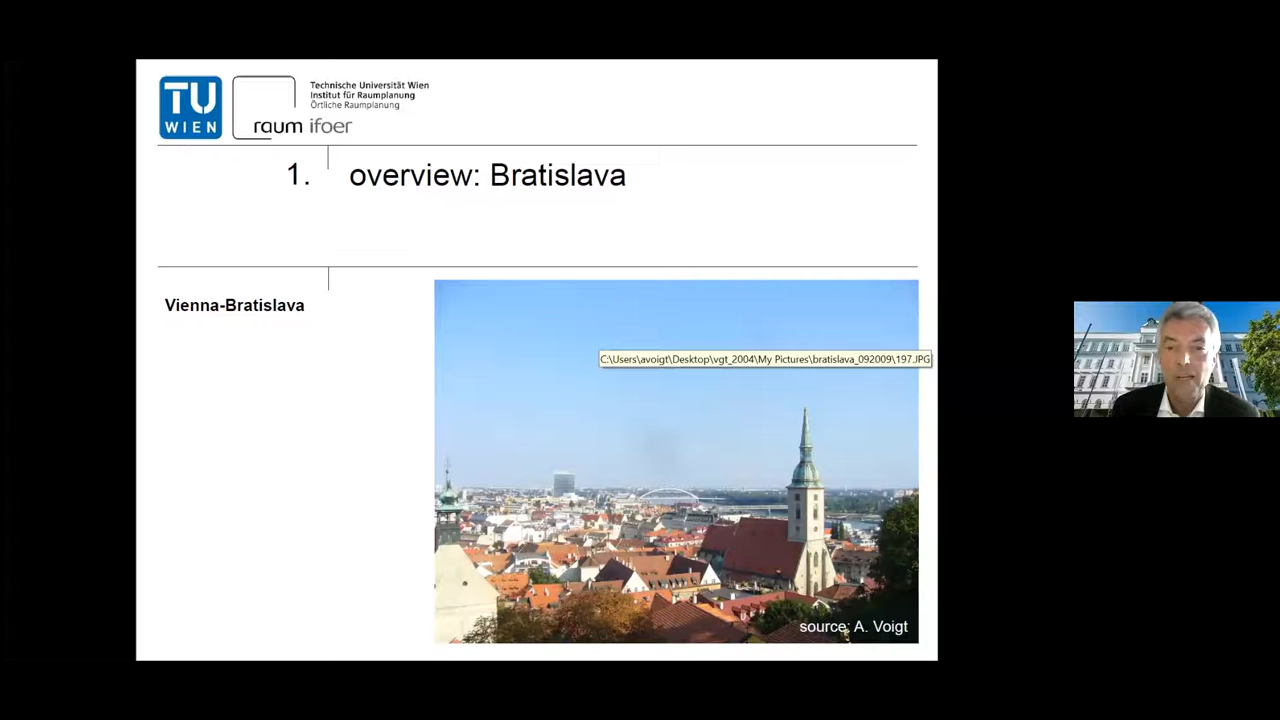 TU
WIEN
raum ifoer
Technische Universität Wien
Institut für Raumplanung
Örtliche Raumplanung
1. overview: Bratislava
Vienna-Bratislava
C:\Users\avoigt\Desktop\vgt_2004\My Pictures\bratislava_092009\197.JPG
source: A. Voigt